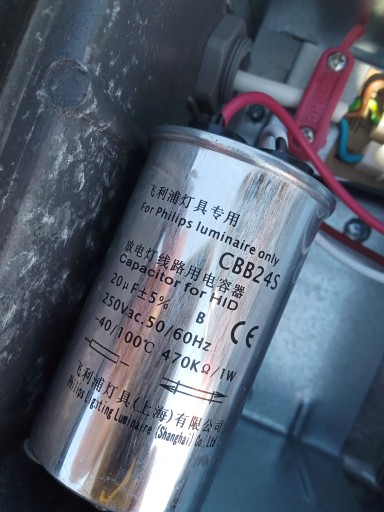 飞利浦灯具专用
For Philips luminaire only
CBB24S
放电灯线路用电容器
Capacitor for HID
20μF±5% B
250Vac.50/60Hz CE
-40/100℃ 470KΩ/1W
飞利浦灯具(上海)有限公司
Philips Lighting Luminaire (Shanghai) Co., Ltd